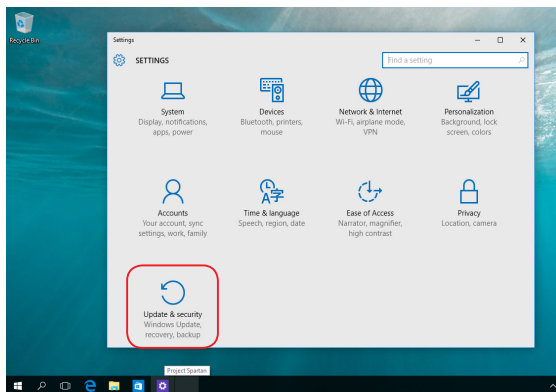 Recycle Bin
Settings
SETTINGS
Find a setting
System
Display, notifications,
apps, power
Devices
Bluetooth, printers,
mouse
Network & Internet
Wi-Fi, airplane mode,
VPN
Personalization
Background, lock
screen, colors
Accounts
Your account, sync
settings, work, family
Time & language
Speech, region, date
Ease of Access
Narrator, magnifier,
high contrast
Privacy
Location, camera
Update & security
Windows Update,
recovery, backup
Project Spartan